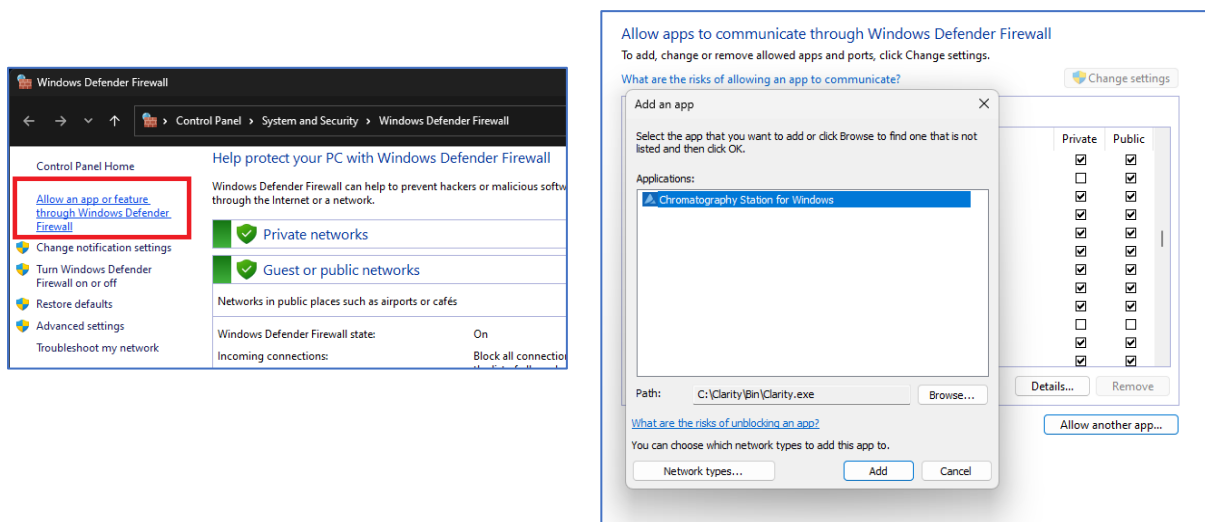 Windows Defender Firewall
Control Panel > System and Security > Windows Defender Firewall
Control Panel Home
Allow an app or feature
through Windows Defender
Firewall
Change notification settings
Turn Windows Defender
Firewall on or off
Restore defaults
Advanced settings
Troubleshoot my network
Help protect your PC with Windows Defender Firewall
Windows Defender Firewall can help to prevent hackers or malicious softw
through the Internet or a network.
Private networks
Guest or public networks
Networks in public places such as airports or cafés
Windows Defender Firewall state: On
Incoming connections: Block all connection
Allow apps to communicate through Windows Defender Firewall
To add, change or remove allowed apps and ports, click Change settings.
What are the risks of allowing an app to communicate?
Change settings
Private Public
Add an app
Select the app that you want to add or click Browse to find one that is not
listed and then click OK.
Applications:
Chromatography Station for Windows
Path: C:\Clarity\Bin\Clarity.exe Browse...
What are the risks of unblocking an app?
You can choose which network types to add this app to.
Network types... Add Cancel
Details... Remove
Allow another app...